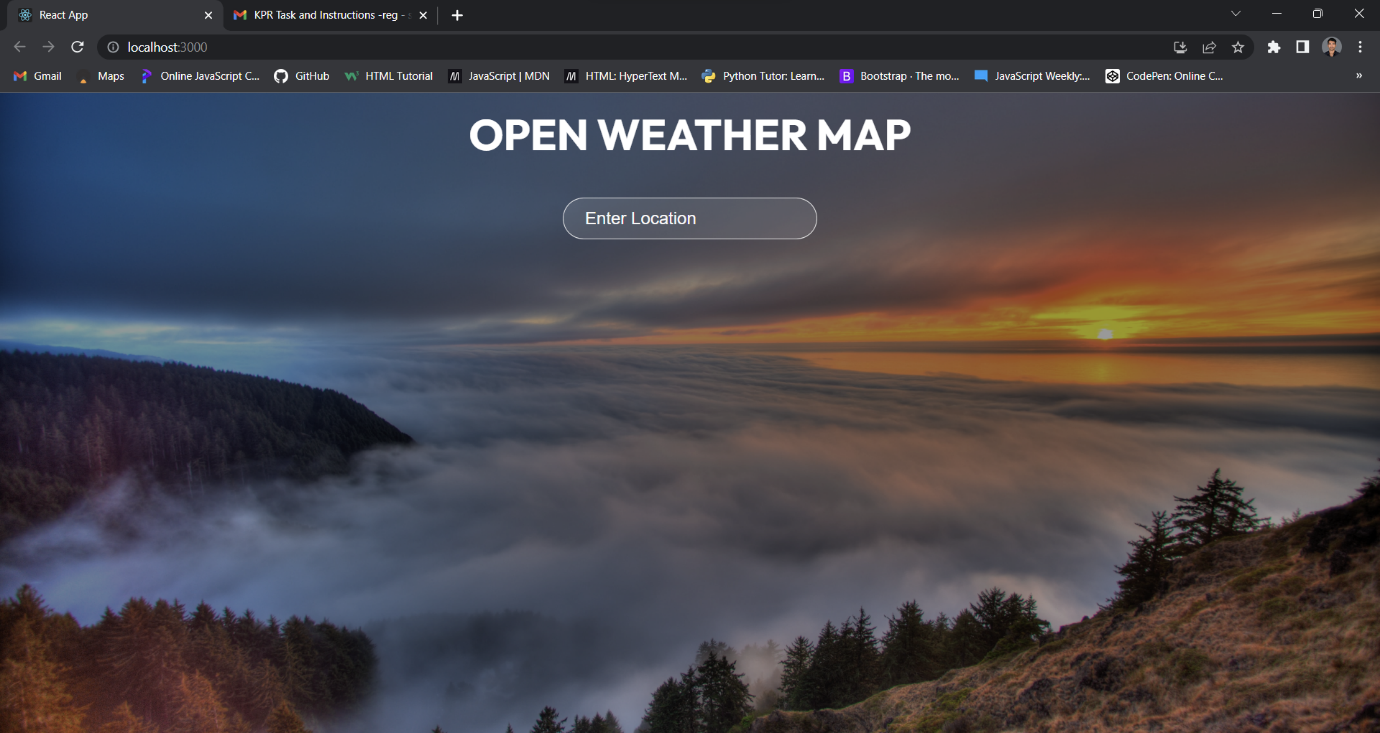 React App
KPR Task and Instructions -reg -
localhost:3000
Gmail
Maps
Online JavaScript C...
GitHub
HTML Tutorial
JavaScript | MDN
HTML: HyperText M...
Python Tutor: Learn...
Bootstrap · The mo...
JavaScript Weekly:...
CodePen: Online C...
OPEN WEATHER MAP
Enter Location